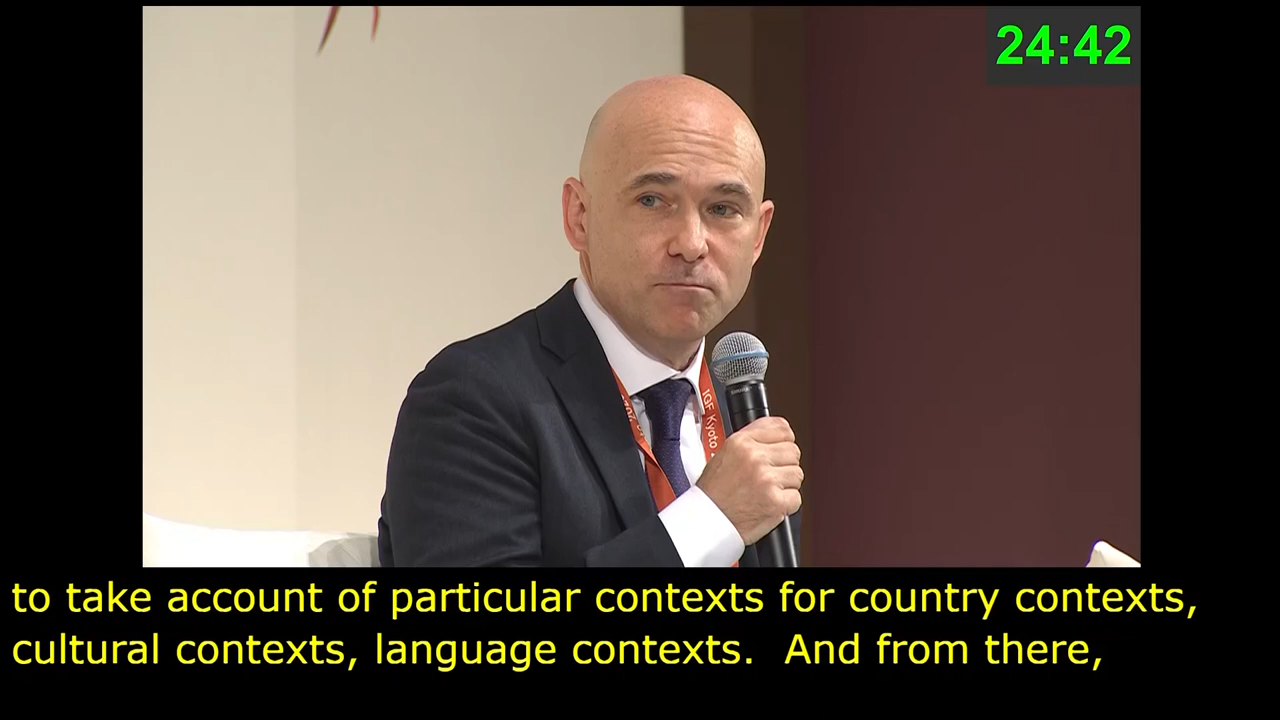 24:42
IGF Kyoto
to take account of particular contexts for country contexts,
cultural contexts, language contexts.  And from there,